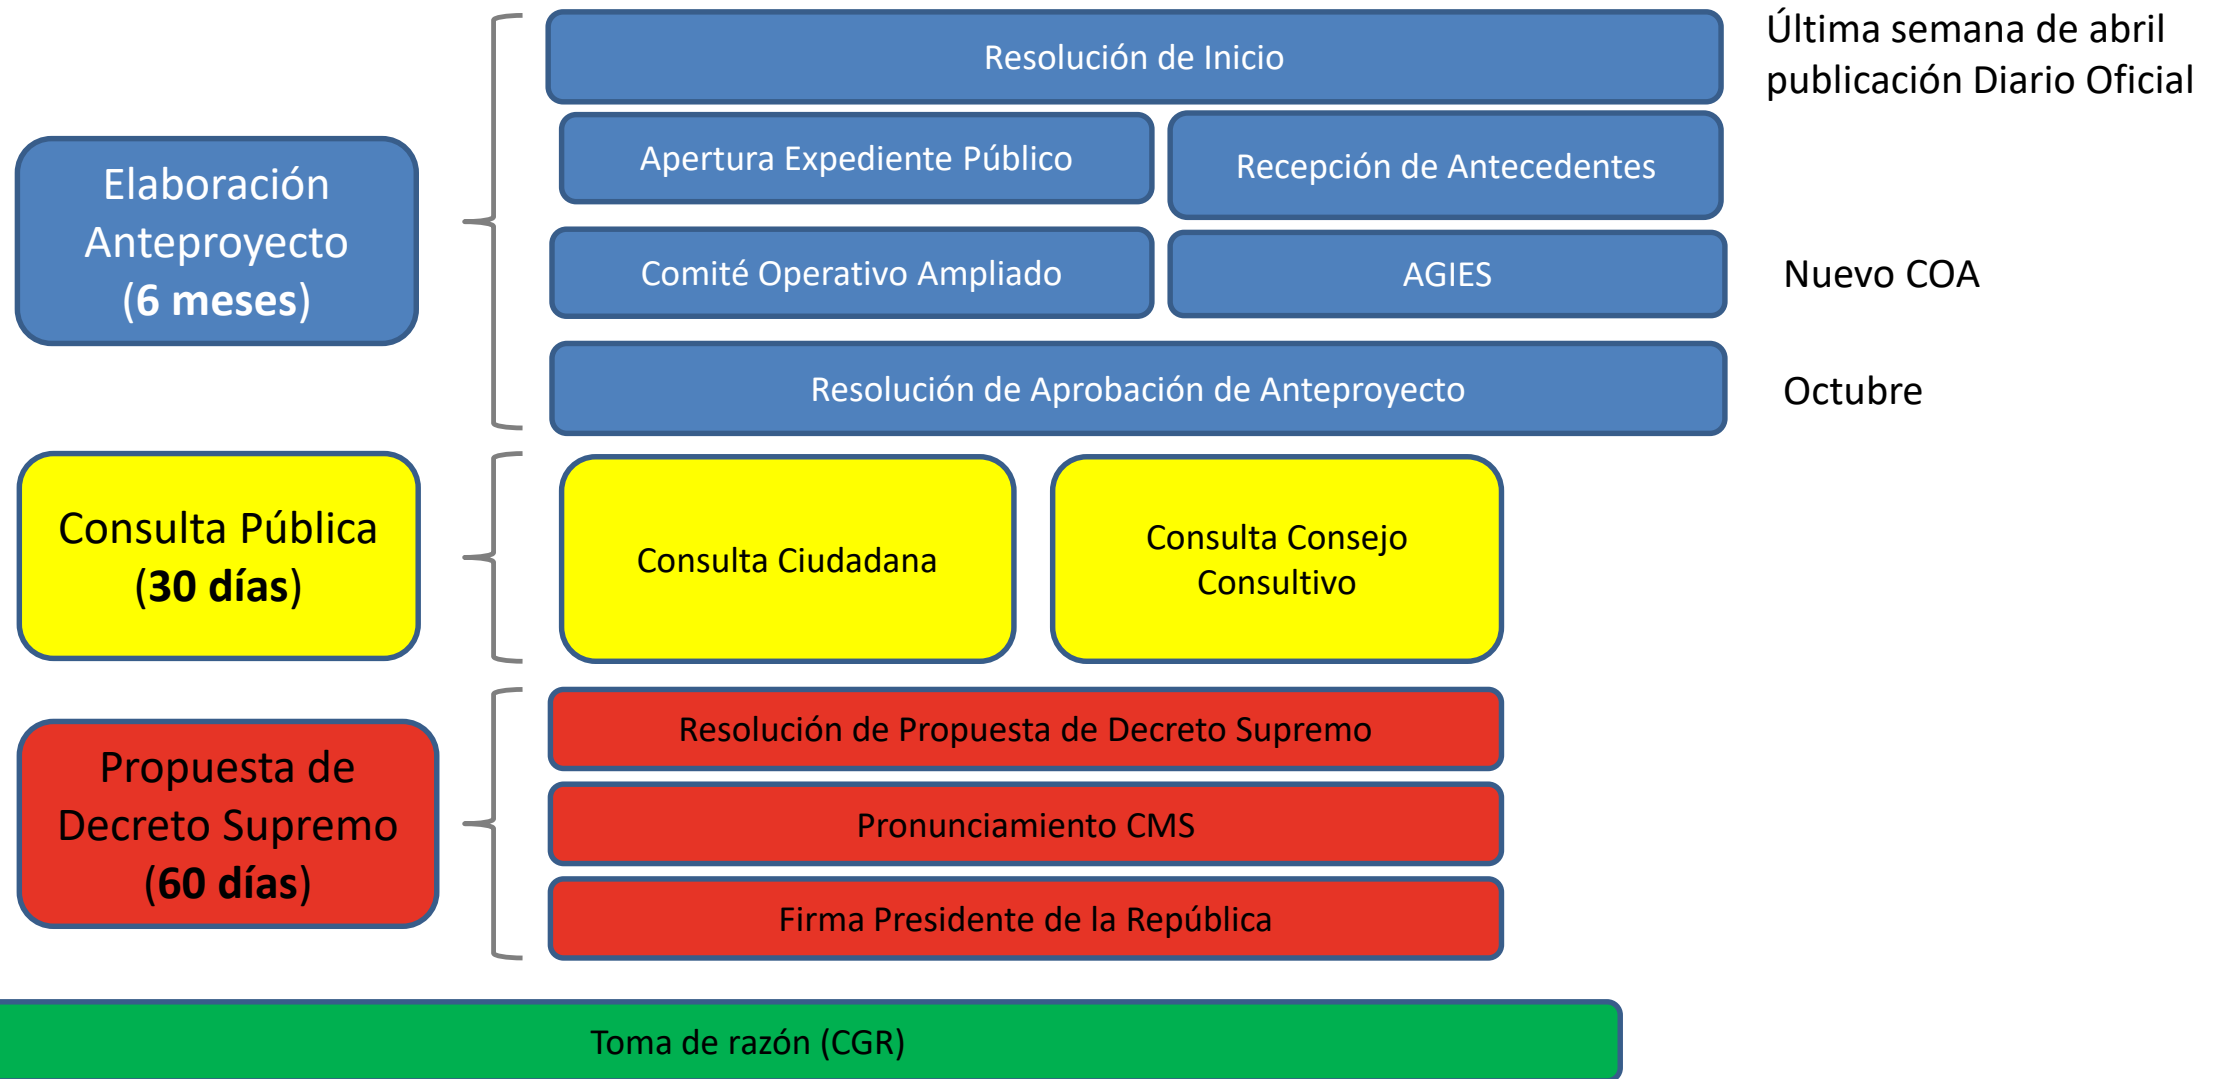 Resolución de Inicio
Última semana de abril
publicación Diario Oficial
Elaboración
Anteproyecto
(6 meses)
Apertura Expediente Público
Recepción de Antecedentes
Comité Operativo Ampliado
AGIES
Nuevo COA
Resolución de Aprobación de Anteproyecto
Octubre
Consulta Pública
(30 días)
Consulta Ciudadana
Consulta Consejo
Consultivo
Propuesta de
Decreto Supremo
(60 días)
Resolución de Propuesta de Decreto Supremo
Pronunciamiento CMS
Firma Presidente de la República
Toma de razón (CGR)